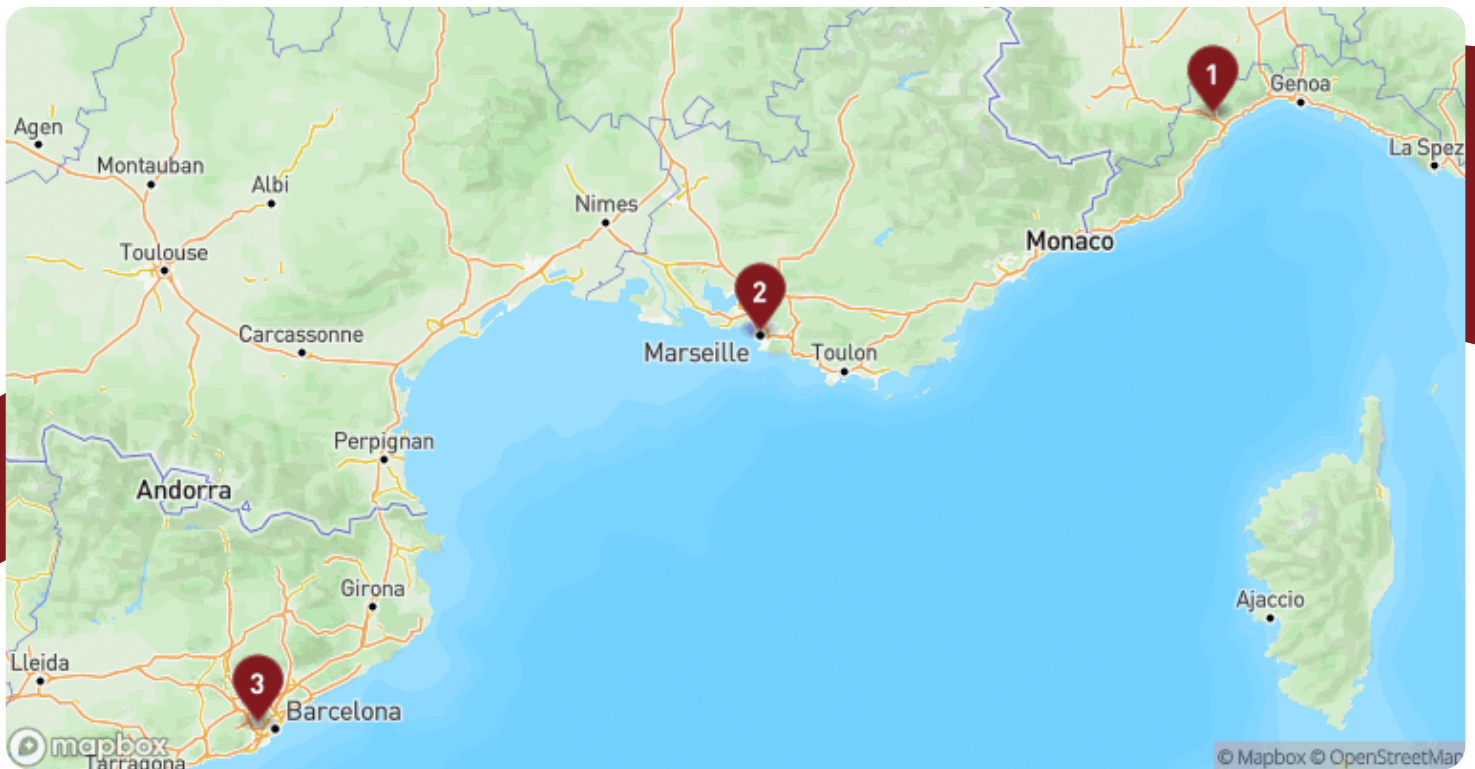 1
Genoa
Agen
La Spez
Montauban
Albi
Nimes
Monaco
Toulouse
2
Carcassonne
Marseille
Toulon
Perpignan
Andorra
Girona
Ajaccio
Lleida
3
Barcelona
mapbox
Tarragona
© Mapbox © OpenStreetMap